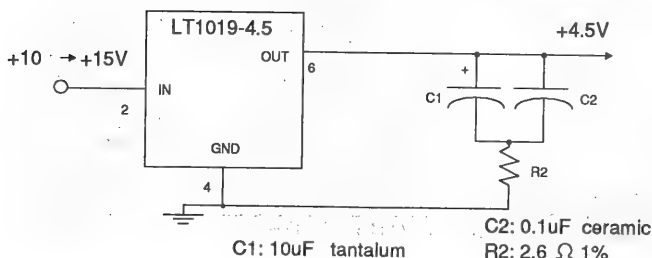 LT1019-4.5
+10 → +15V
+4.5V
OUT
6
+
IN
2
C1
C2
GND
4
R2
C1: 10uF tantalum
C2: 0.1uF ceramic
R2: 2.6 Ω 1%